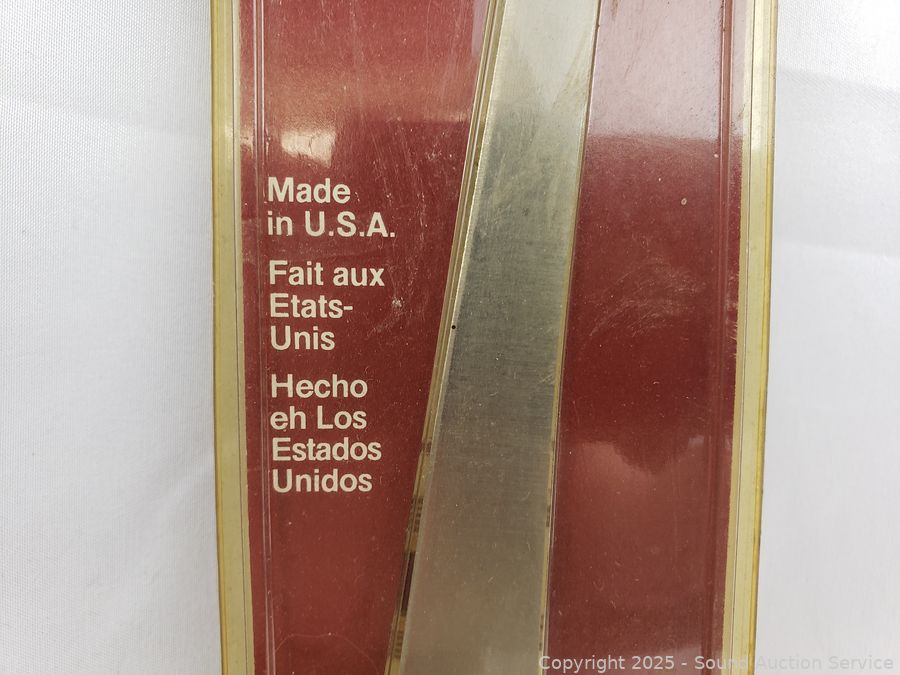 Made
in U.S.A.
Fait aux
Etats-
Unis
Hecho
eh Los
Estados
Unidos
Copyright 2025 - Sound Auction Service